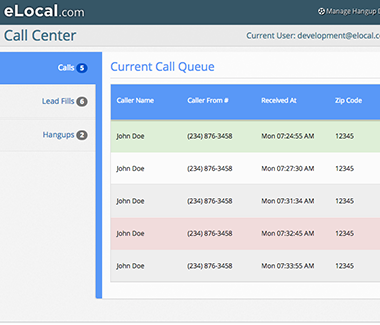 eLocal.com
Manage Hangup
Call Center
Current User: development@elocal.co
Calls 5
Lead Fills 6
Hangups 2
Current Call Queue
Caller Name Caller From # Received At Zip Code
John Doe (234) 876-3458 Mon 07:24:55 AM 12345
John Doe (234) 876-3458 Mon 07:27:30 AM 12345
John Doe (234) 876-3458 Mon 07:31:34 AM 12345
John Doe (234) 876-3458 Mon 07:32:45 AM 12345
John Doe (234) 876-3458 Mon 07:33:55 AM 12345